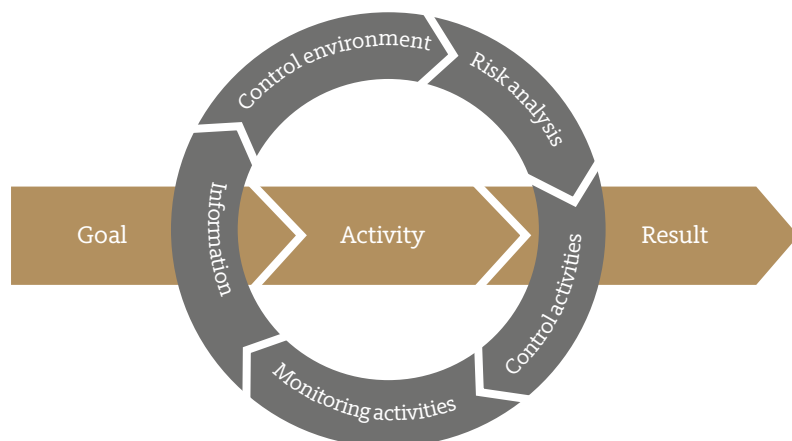 Control environment
Risk analysis
Information
Goal
Activity
Result
Control activities
Monitoring activities